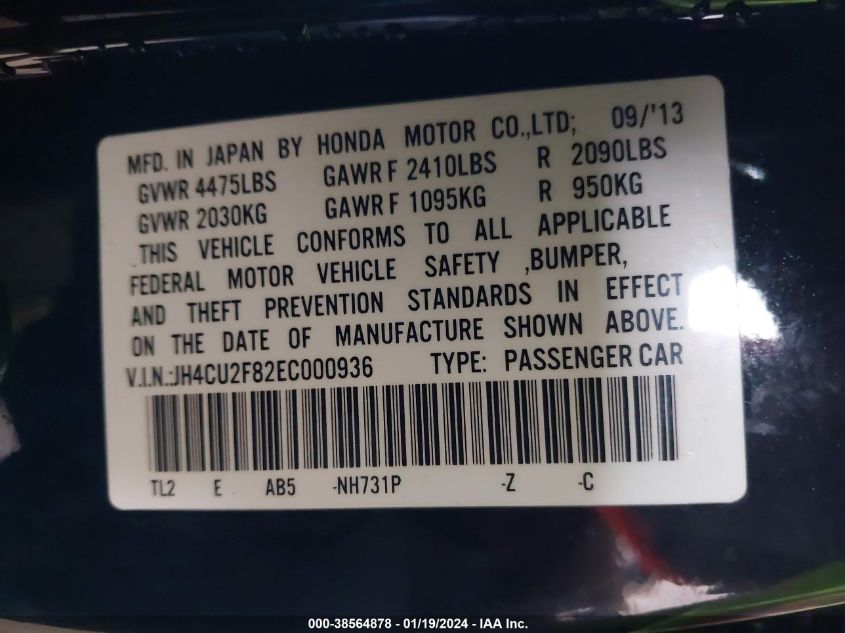 MFD. IN JAPAN BY HONDA MOTOR CO.,LTD; 09/'13
GVWR 4475LBS GAWR F 2410LBS R 2090LBS
GVWR 2030KG GAWR F 1095KG R 950KG
THIS VEHICLE CONFORMS TO ALL APPLICABLE
FEDERAL MOTOR VEHICLE SAFETY ,BUMPER,
AND THEFT PREVENTION STANDARDS IN EFFECT
ON THE DATE OF MANUFACTURE SHOWN ABOVE.
V.I.N.:JH4CU2F82EC000936 TYPE: PASSENGER CAR
TL2 E AB5 -NH731P -Z -C
000-38564878 - 01/19/2024 - IAA Inc.